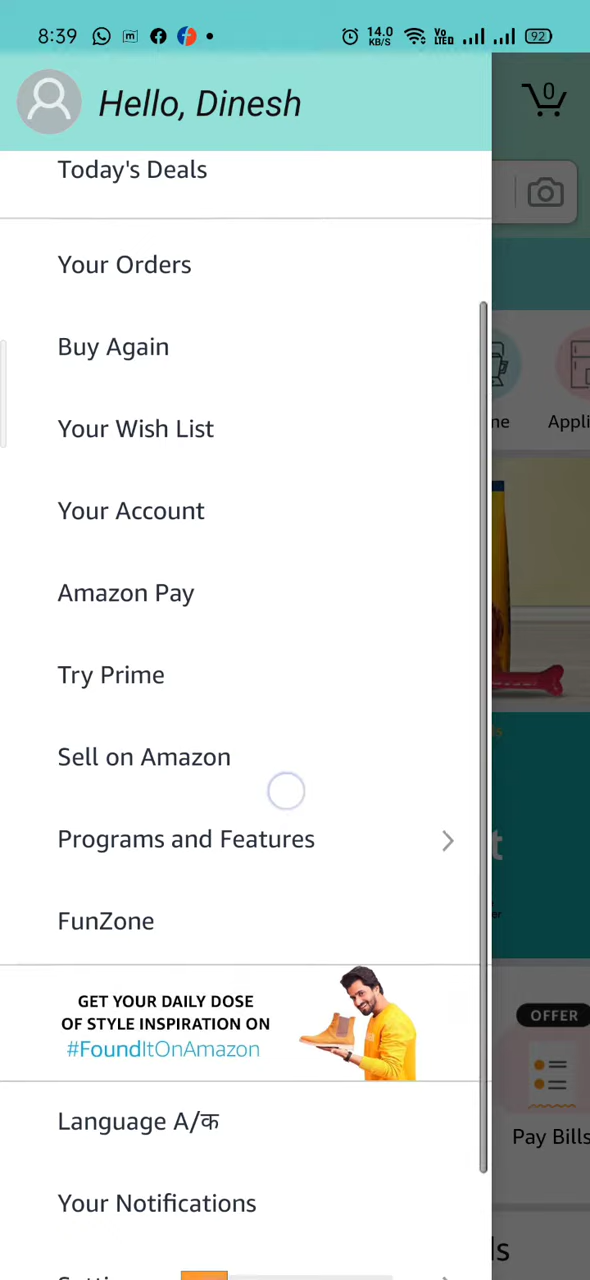 8:39 14.0 KB/S Vo LTED 92
Hello, Dinesh
0
Today's Deals
Your Orders
Buy Again
Your Wish List
Your Account
Amazon Pay
Try Prime
Sell on Amazon
Programs and Features
FunZone
OFFER
GET YOUR DAILY DOSE
OF STYLE INSPIRATION ON
#FoundItOnAmazon
Language A/क
Pay Bills
Your Notifications